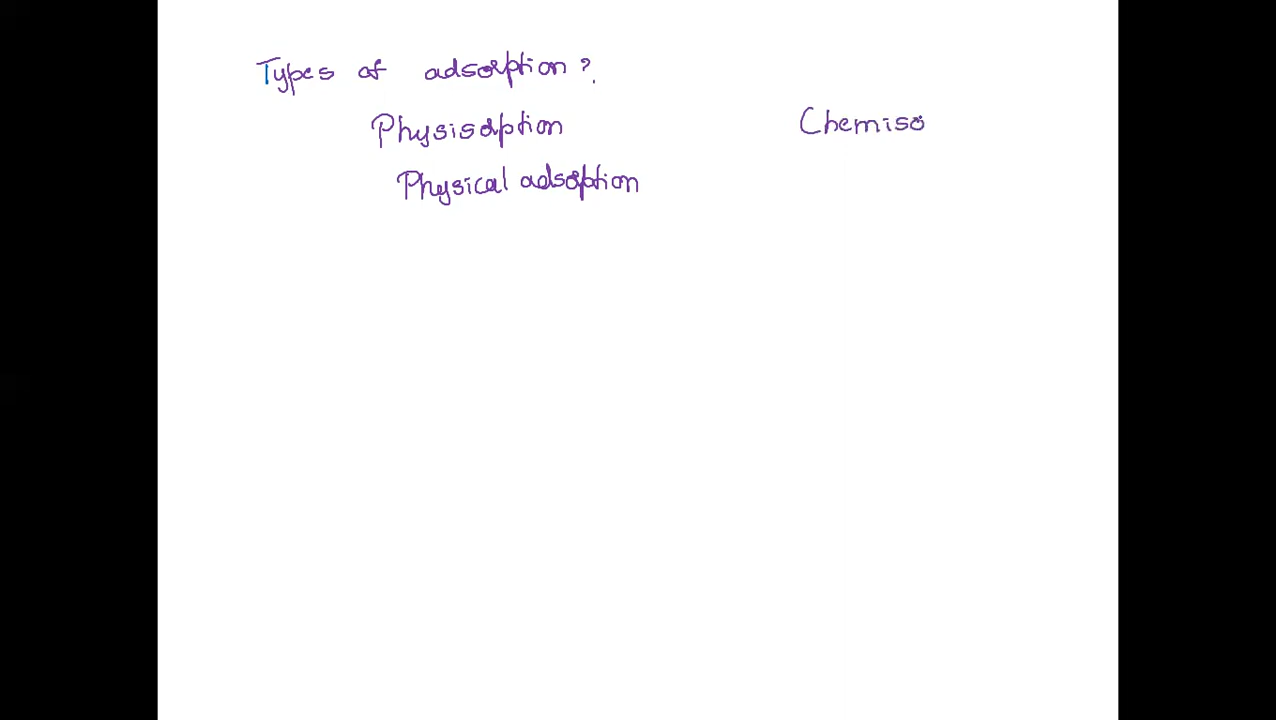 Types of adsorption ?
Physisorption Chemiso
Physical adsorption